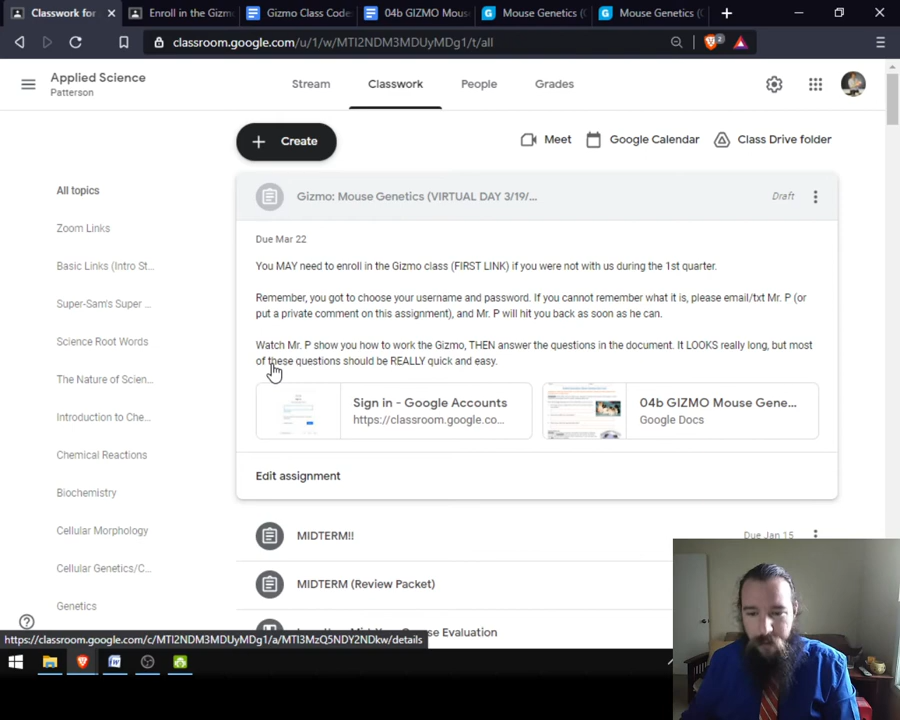 Classwork for
Enroll in the Gizm
Gizmo Class Code
04b GIZMO Mous
Mouse Genetics (
Mouse Genetics (
classroom.google.com/u/1/w/MTI2NDM3MDUyMDg1/t/all
2
Applied Science
Patterson
Stream
Classwork
People
Grades
Create
Meet
Google Calendar
Class Drive folder
All topics
Zoom Links
Basic Links (Intro St...
Super-Sam's Super ...
Science Root Words
The Nature of Scien...
Introduction to Che...
Chemical Reactions
Biochemistry
Cellular Morphology
Cellular Genetics/C...
Genetics
Gizmo: Mouse Genetics (VIRTUAL DAY 3/19/...
Draft
Due Mar 22
You MAY need to enroll in the Gizmo class (FIRST LINK) if you were not with us during the 1st quarter.
Remember, you got to choose your username and password. If you cannot remember what it is, please email/txt Mr. P (or
put a private comment on this assignment), and Mr. P will hit you back as soon as he can.
Watch Mr. P show you how to work the Gizmo, THEN answer the questions in the document. It LOOKS really long, but most
of these questions should be REALLY quick and easy.
Sign in - Google Accounts
https://classroom.google.co...
04b GIZMO Mouse Gene...
Google Docs
Edit assignment
MIDTERM!!
Due Jan 15
MIDTERM (Review Packet)
Course Evaluation
https://classroom.google.com/c/MTI2NDM3MDUyMDg1/a/MTI3MzQ5NDY2NDkw/details